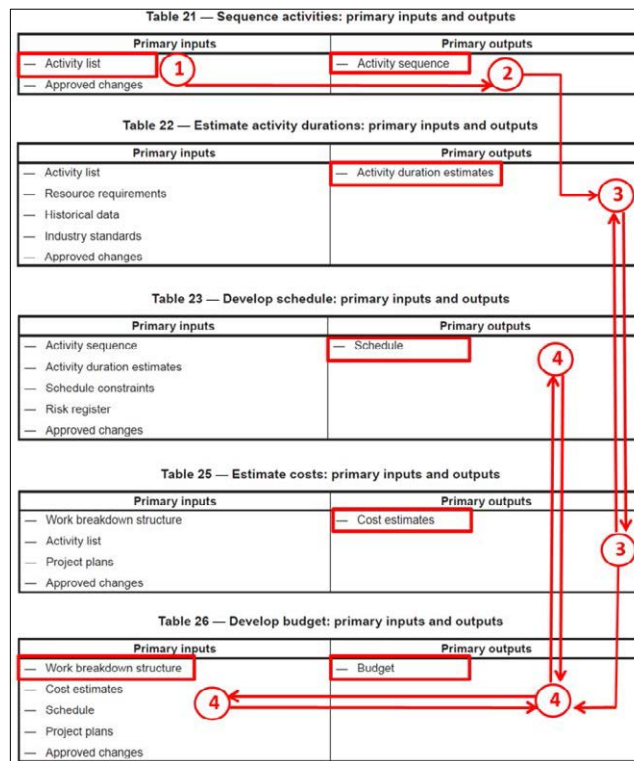 Table 21 — Sequence activities: primary inputs and outputs
Primary inputs Primary outputs
— Activity list 1 — Activity sequence 2
— Approved changes
Table 22 — Estimate activity durations: primary inputs and outputs
Primary inputs Primary outputs
— Activity list — Activity duration estimates
— Resource requirements 3
— Historical data
— Industry standards
— Approved changes
Table 23 — Develop schedule: primary inputs and outputs
Primary inputs Primary outputs
— Activity sequence — Schedule 4
— Activity duration estimates
— Schedule constraints
— Risk register
— Approved changes
Table 25 — Estimate costs: primary inputs and outputs
Primary inputs Primary outputs
— Work breakdown structure — Cost estimates
— Activity list 3
— Project plans
— Approved changes
Table 26 — Develop budget: primary inputs and outputs
Primary inputs Primary outputs
— Work breakdown structure — Budget
— Cost estimates 4 4
— Schedule
— Project plans
— Approved changes